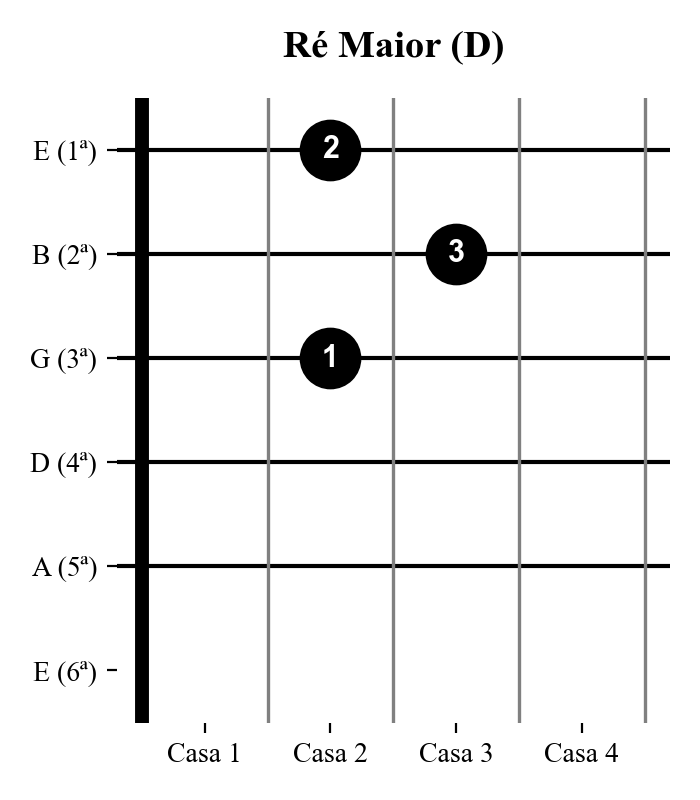 Ré Maior (D)
E (1ª)
2
B (2ª)
3
G (3ª)
1
D (4ª)
A (5ª)
E (6ª)
Casa 1 Casa 2 Casa 3 Casa 4